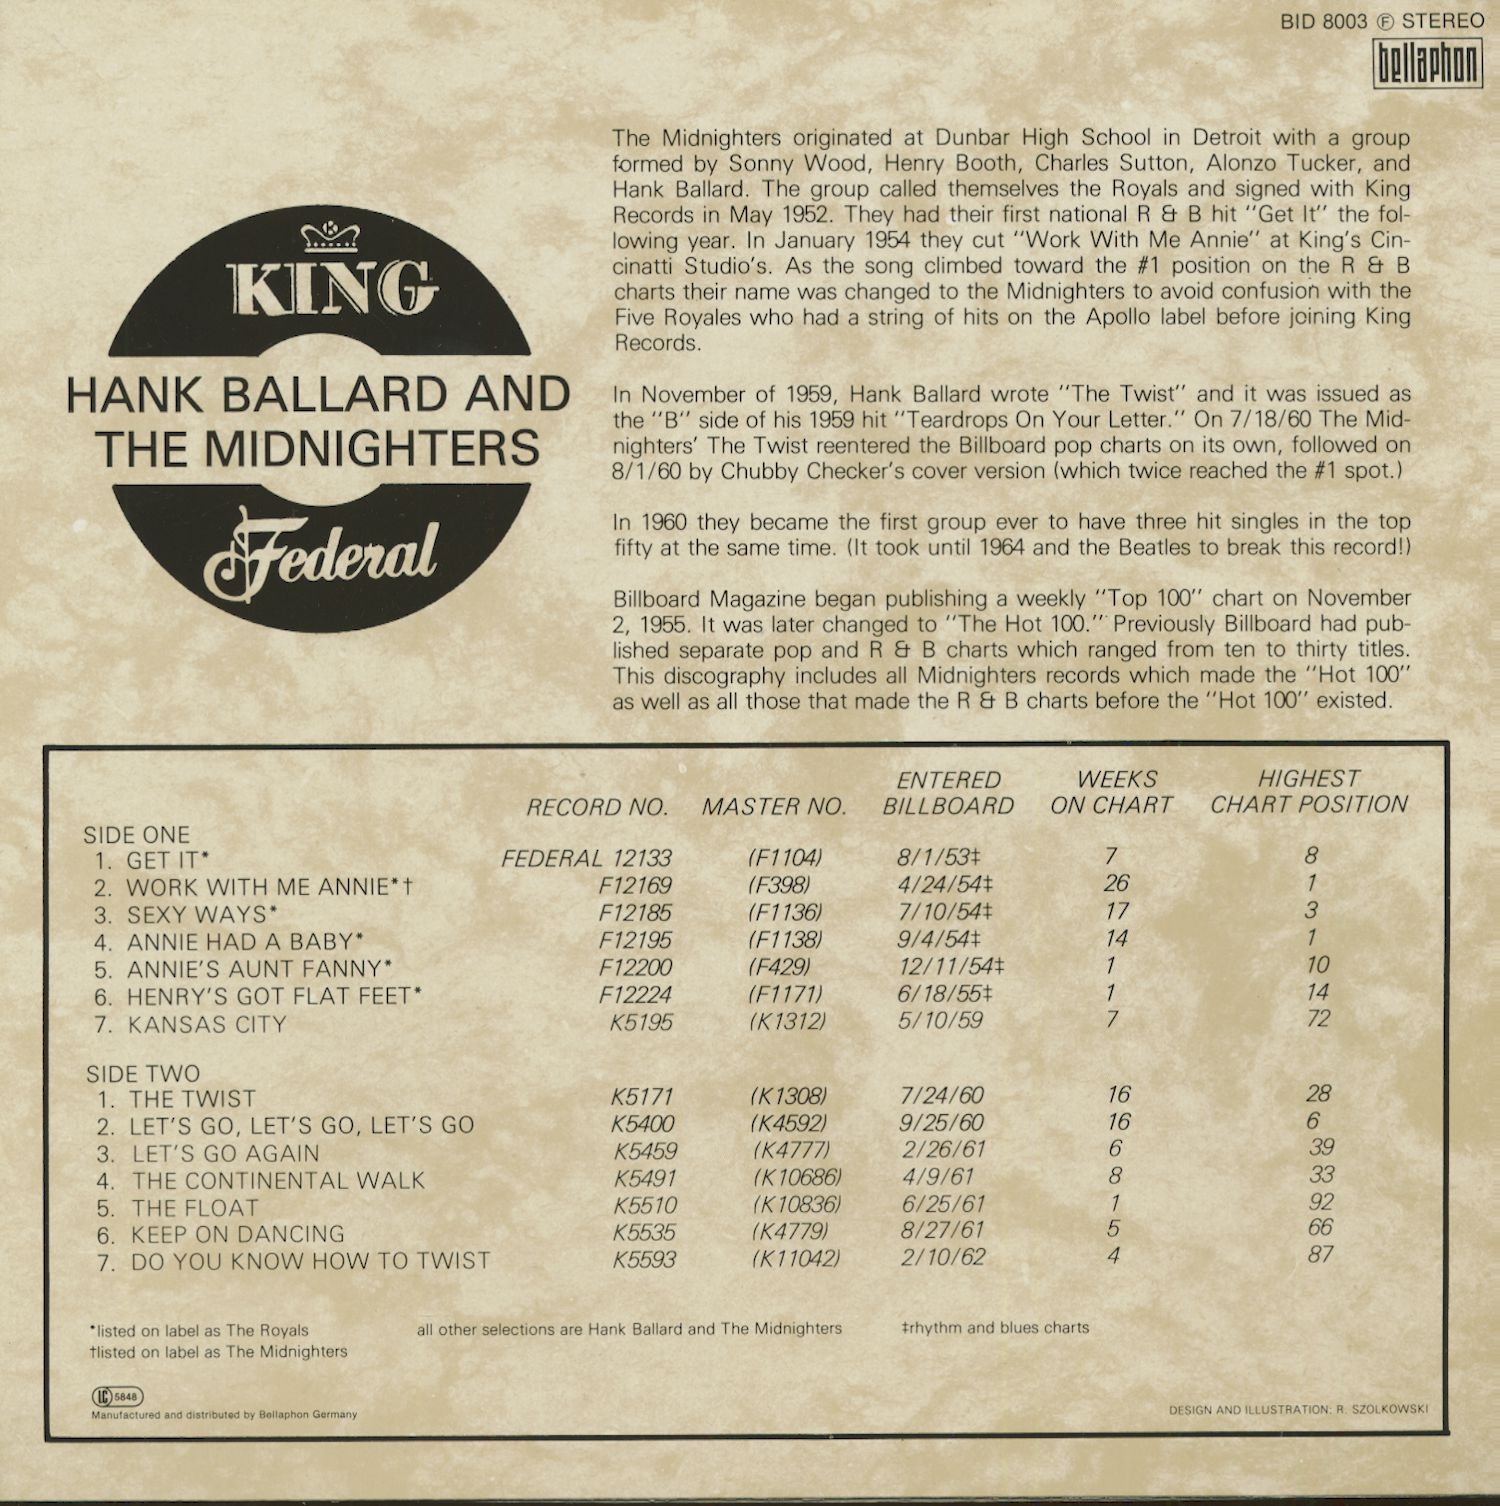 BID 8003 Ⓕ STEREO
bellaphon
The Midnighters originated at Dunbar High School in Detroit with a group
formed by Sonny Wood, Henry Booth, Charles Sutton, Alonzo Tucker, and
Hank Ballard. The group called themselves the Royals and signed with King
Records in May 1952. They had their first national R & B hit "Get It" the fol-
lowing year. In January 1954 they cut "Work With Me Annie" at King's Cin-
cinatti Studio's. As the song climbed toward the #1 position on the R & B
charts their name was changed to the Midnighters to avoid confusion with the
Five Royales who had a string of hits on the Apollo label before joining King
Records.
KING
HANK BALLARD AND
THE MIDNIGHTERS
Federal
In November of 1959, Hank Ballard wrote "The Twist" and it was issued as
the "B" side of his 1959 hit "Teardrops On Your Letter." On 7/18/60 The Mid-
nighters' The Twist reentered the Billboard pop charts on its own, followed on
8/1/60 by Chubby Checker's cover version (which twice reached the #1 spot.)
In 1960 they became the first group ever to have three hit singles in the top
fifty at the same time. (It took until 1964 and the Beatles to break this record!)
Billboard Magazine began publishing a weekly "Top 100" chart on November
2, 1955. It was later changed to "The Hot 100." Previously Billboard had pub-
lished separate pop and R & B charts which ranged from ten to thirty titles.
This discography includes all Midnighters records which made the "Hot 100"
as well as all those that made the R & B charts before the "Hot 100" existed.
ENTERED WEEKS HIGHEST
RECORD NO. MASTER NO. BILLBOARD ON CHART CHART POSITION
SIDE ONE
1. GET IT* FEDERAL 12133 (F1104) 8/1/53‡ 7 8
2. WORK WITH ME ANNIE*† F12169 (F398) 4/24/54‡ 26 1
3. SEXY WAYS* F12185 (F1136) 7/10/54‡ 17 3
4. ANNIE HAD A BABY* F12195 (F1138) 9/4/54‡ 14 1
5. ANNIE'S AUNT FANNY* F12200 (F429) 12/11/54‡ 1 10
6. HENRY'S GOT FLAT FEET* F12224 (F1171) 6/18/55‡ 1 14
7. KANSAS CITY K5195 (K1312) 5/10/59 7 72
SIDE TWO
1. THE TWIST K5171 (K1308) 7/24/60 16 28
2. LET'S GO, LET'S GO, LET'S GO K5400 (K4592) 9/25/60 16 6
3. LET'S GO AGAIN K5459 (K4777) 2/26/61 6 39
4. THE CONTINENTAL WALK K5491 (K10686) 4/9/61 8 33
5. THE FLOAT K5510 (K10836) 6/25/61 1 92
6. KEEP ON DANCING K5535 (K4779) 8/27/61 5 66
7. DO YOU KNOW HOW TO TWIST K5593 (K11042) 2/10/62 4 87
*listed on label as The Royals all other selections are Hank Ballard and The Midnighters ‡rhythm and blues charts
†listed on label as The Midnighters
LC 5848
Manufactured and distributed by Bellaphon Germany
DESIGN AND ILLUSTRATION: R. SZOLKOWSKI